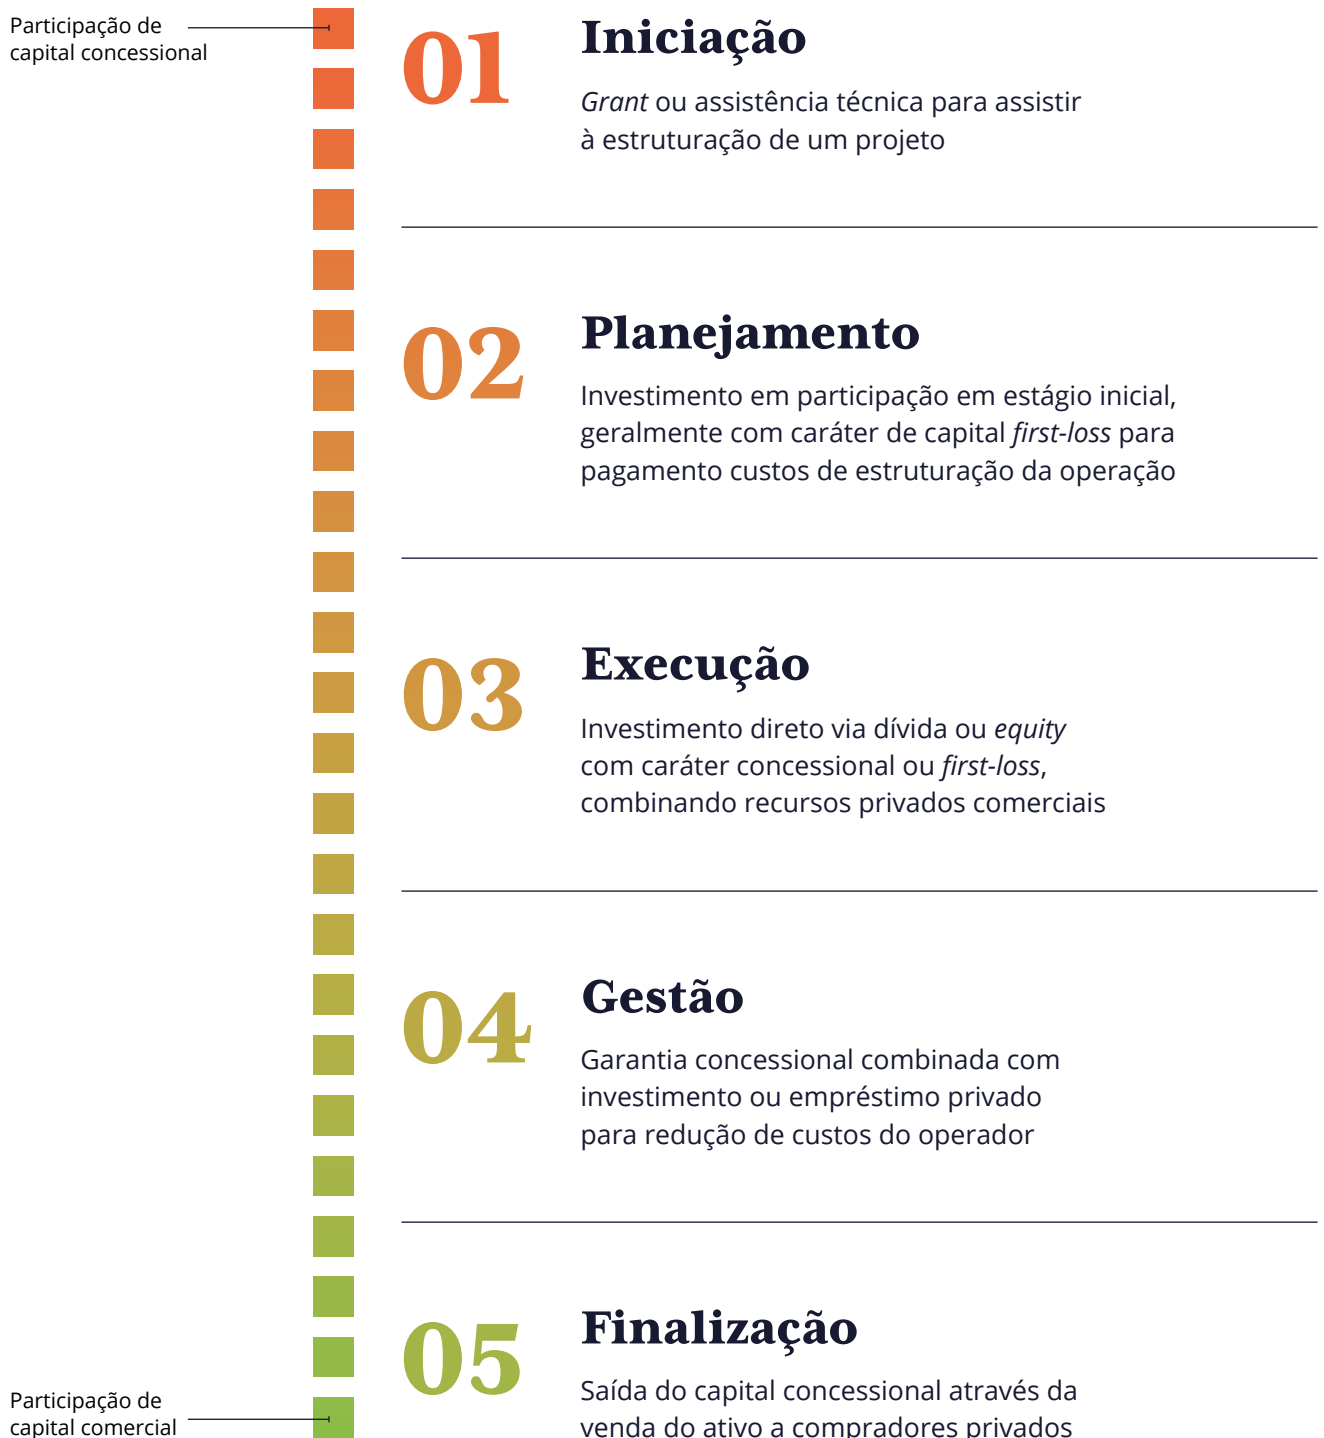 Participação de
capital concessional
01
Iniciação
Grant ou assistência técnica para assistir
à estruturação de um projeto
02
Planejamento
Investimento em participação em estágio inicial,
geralmente com caráter de capital first-loss para
pagamento custos de estruturação da operação
03
Execução
Investimento direto via dívida ou equity
com caráter concessional ou first-loss,
combinando recursos privados comerciais
04
Gestão
Garantia concessional combinada com
investimento ou empréstimo privado
para redução de custos do operador
05
Finalização
Saída do capital concessional através da
venda do ativo a compradores privados
Participação de
capital comercial